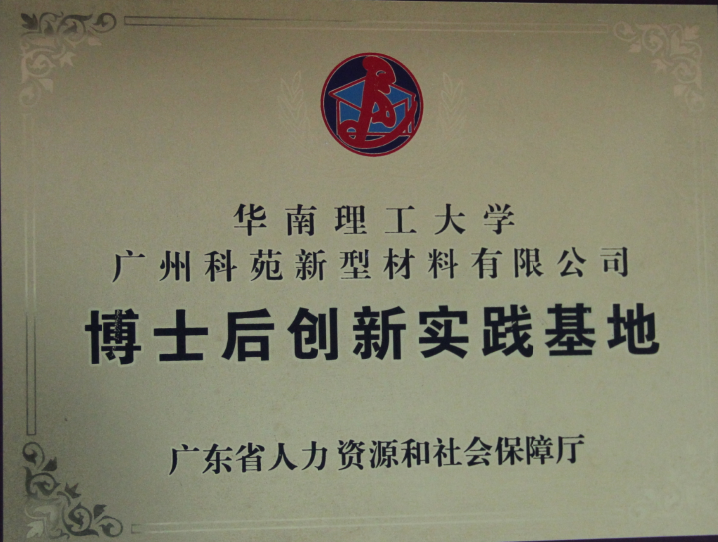 华南理工大学
广州科苑新型材料有限公司
博士后创新实践基地
广东省人力资源和社会保障厅